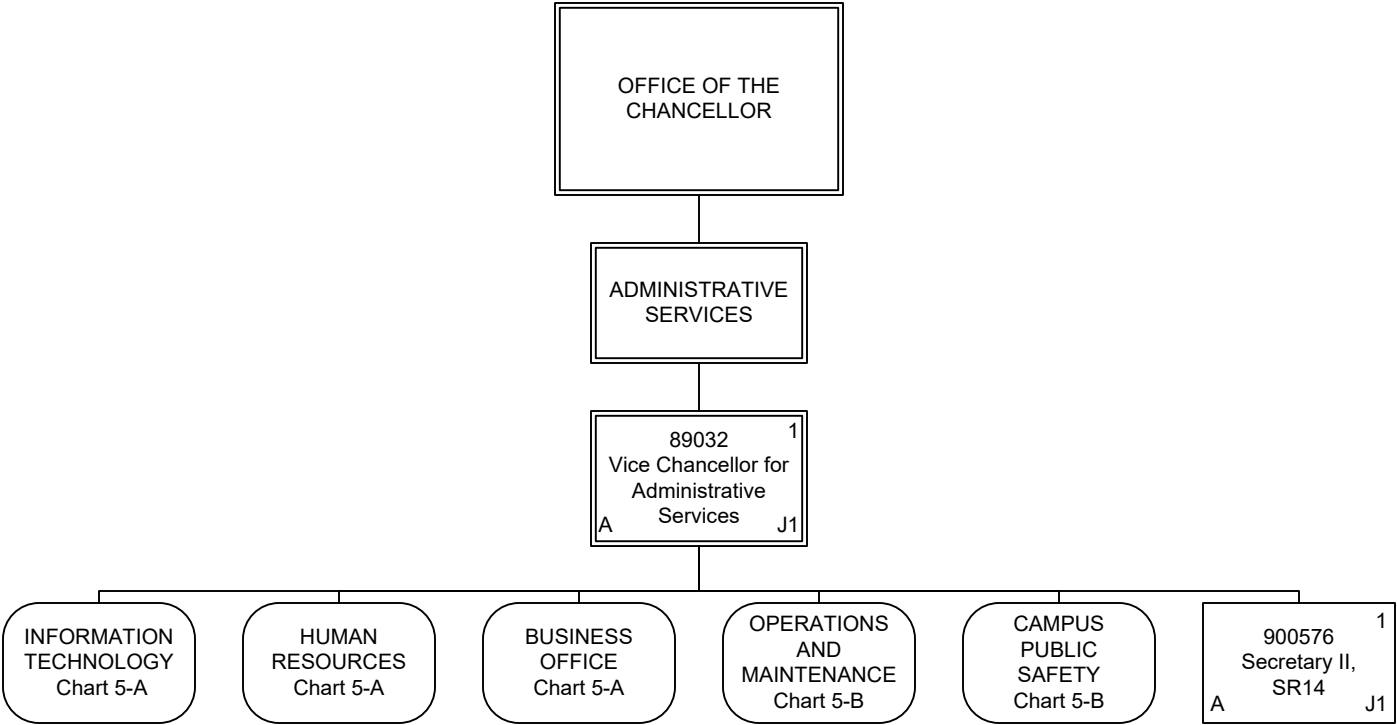 OFFICE OF THE
CHANCELLOR
ADMINISTRATIVE
SERVICES
89032
1
Vice Chancellor for
Administrative
Services
A
J1
INFORMATION
TECHNOLOGY
Chart 5-A
HUMAN
RESOURCES
Chart 5-A
BUSINESS
OFFICE
Chart 5-A
OPERATIONS
AND
MAINTENANCE
Chart 5-B
CAMPUS
PUBLIC
SAFETY
Chart 5-B
1
900576
Secretary II,
SR14
A
J1